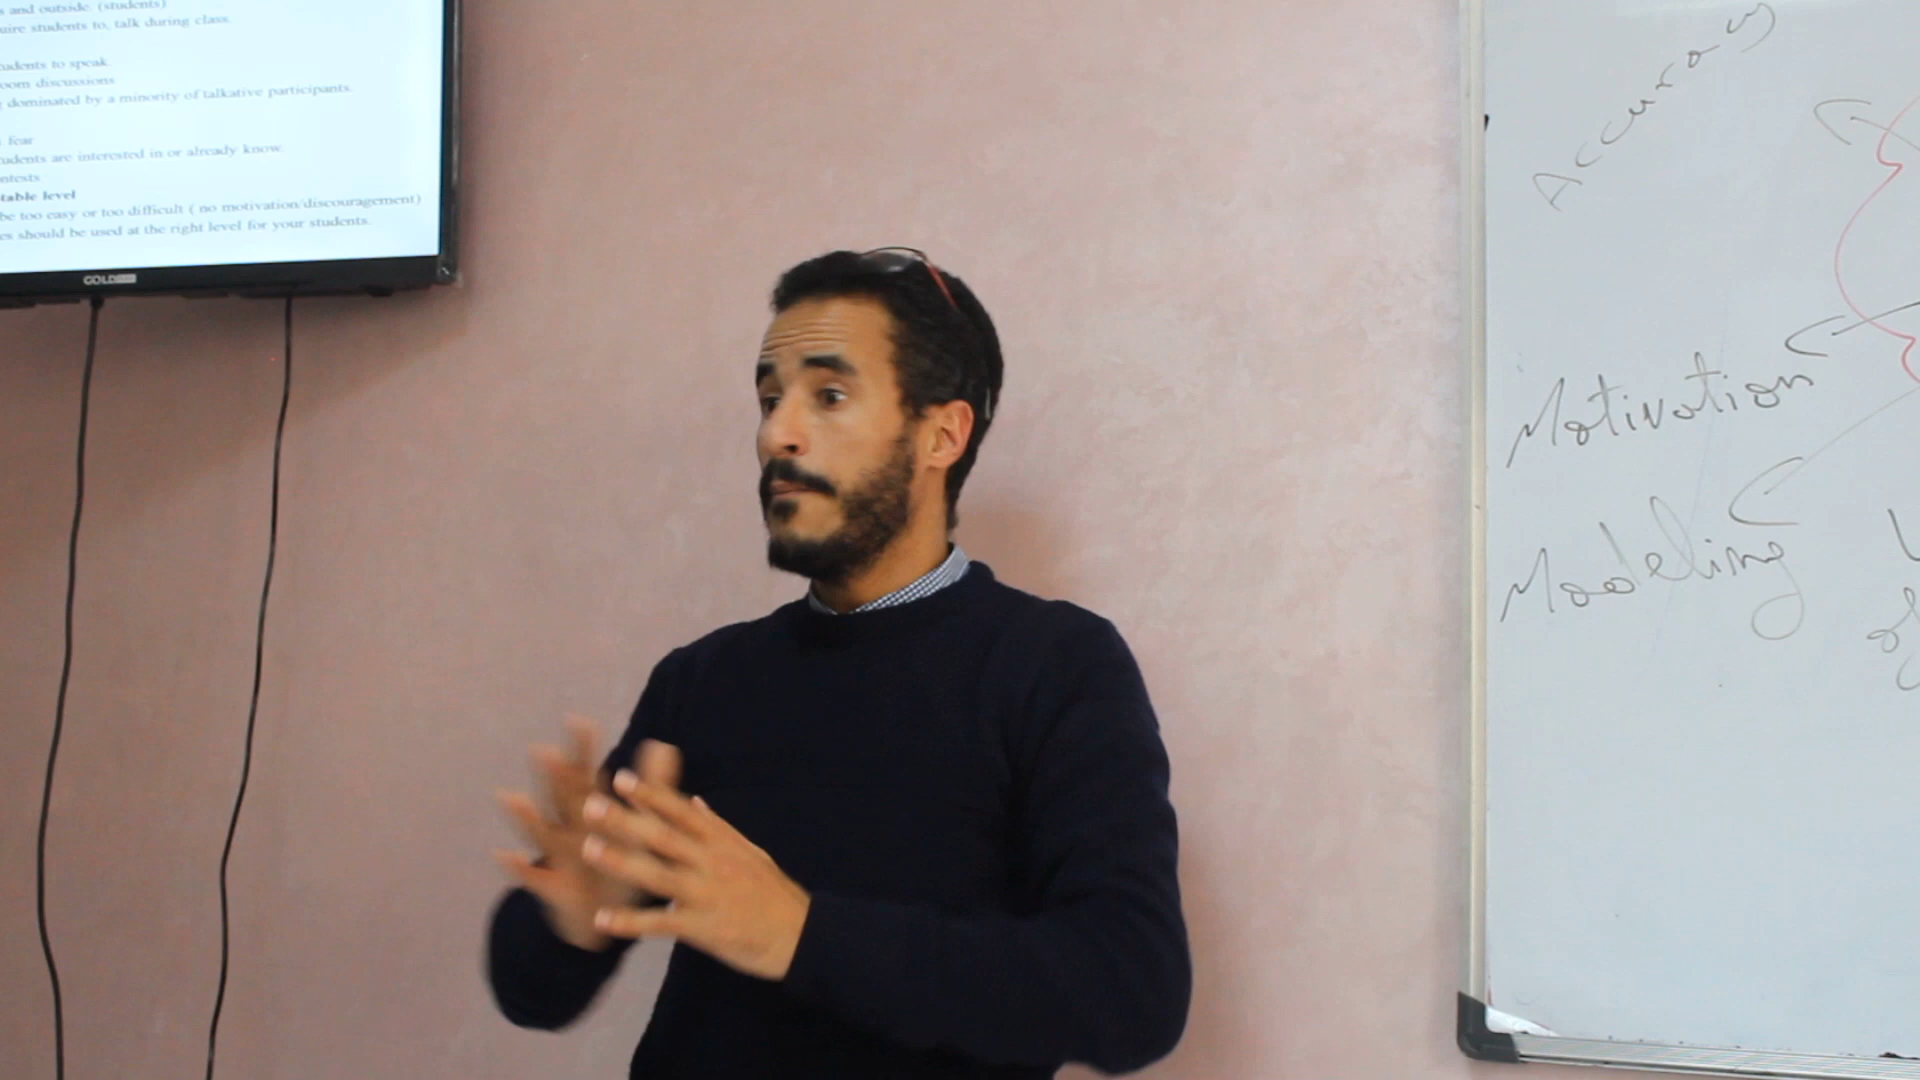 s and outside. (students)
uire students to, talk during class.
udents to speak.
oom discussions
g dominated by a minority of talkative participants.
fear
udents are interested in or already know.
ntests
table level
be too easy or too difficult ( no motivation/discouragement)
es should be used at the right level for your students.
GOLD
Accuracy
Motivation
Modeling